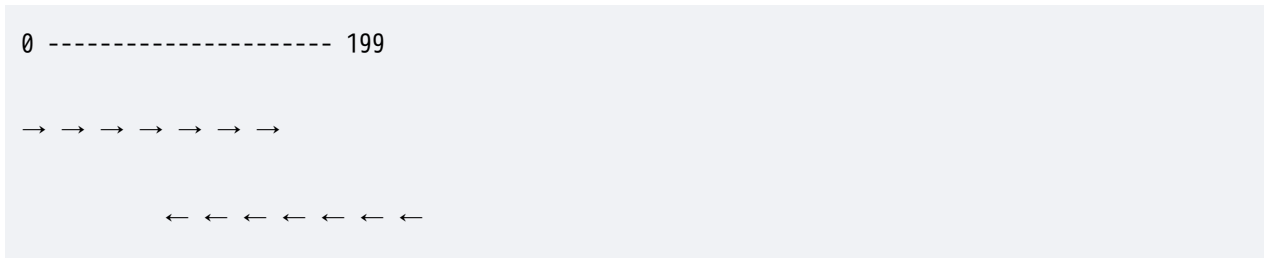 0 ---------------------- 199
→ → → → → → →
← ← ← ← ← ← ←